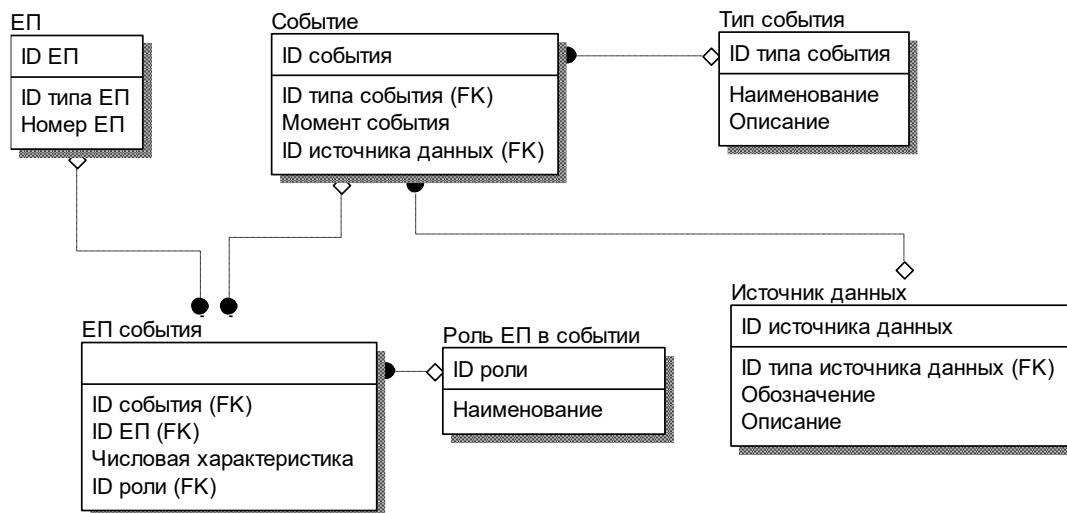 ЕП
ID ЕП
ID типа ЕП
Номер ЕП
Событие
ID события
ID типа события (FK)
Момент события
ID источника данных (FK)
Тип события
ID типа события
Наименование
Описание
ЕП события
ID события (FK)
ID ЕП (FK)
Числовая характеристика
ID роли (FK)
Роль ЕП в событии
ID роли
Наименование
Источник данных
ID источника данных
ID типа источника данных (FK)
Обозначение
Описание